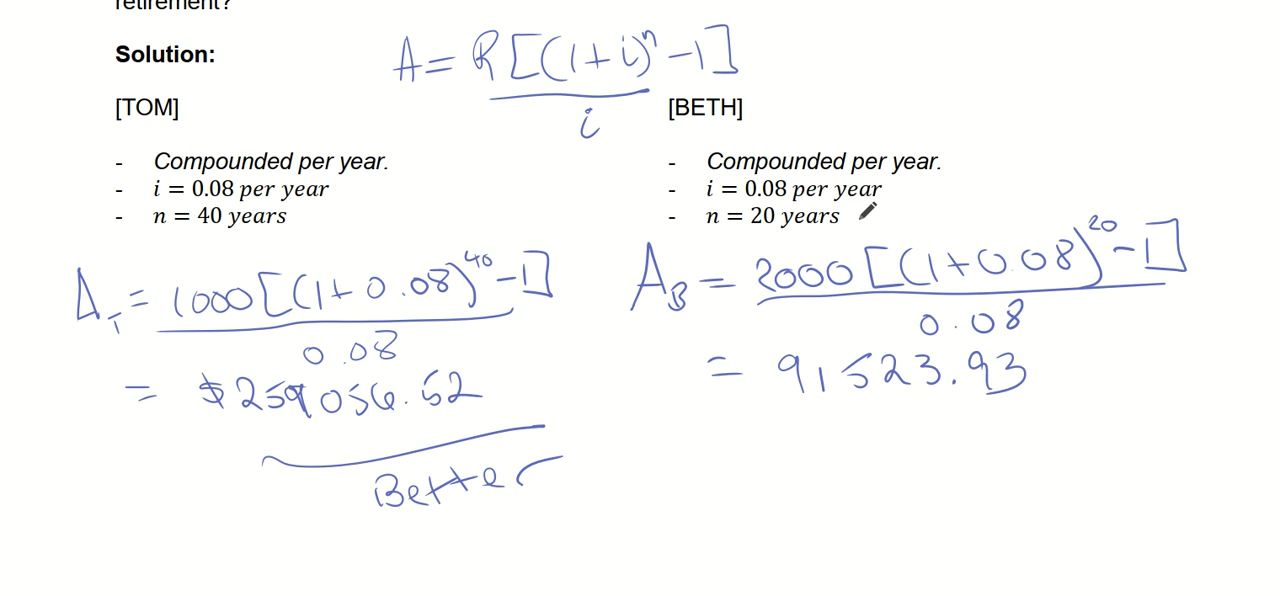 retirement?
Solution:
A = R[(1+i)^n -1]
i
[TOM]
- Compounded per year.
- i = 0.08 per year
- n = 40 years
A_T = 1000[(1+0.08)^40 -1]
0.08
= $259056.52
Better
[BETH]
- Compounded per year.
- i = 0.08 per year
- n = 20 years
A_B = 2000[(1+0.08)^20 -1]
0.08
= 91523.93